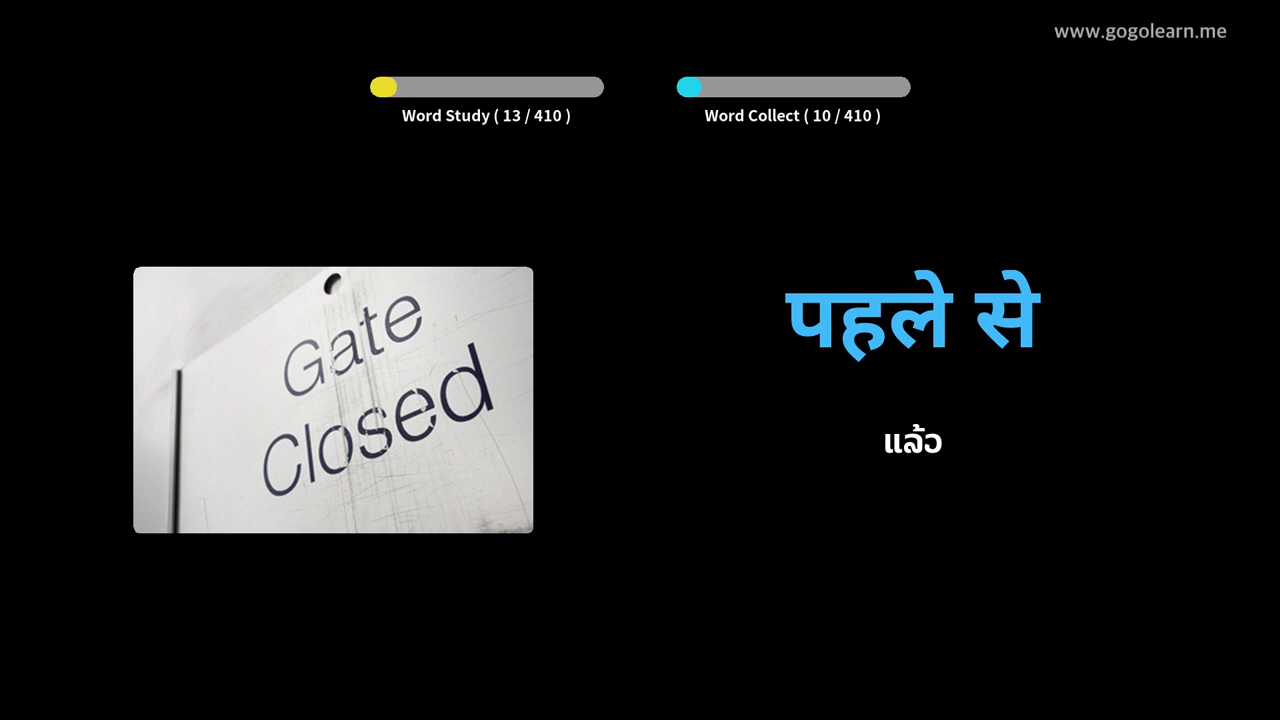 www.gogolearn.me
Word Study ( 13 / 410 )
Word Collect ( 10 / 410 )
Gate
Closed
पहले से
แล้ว